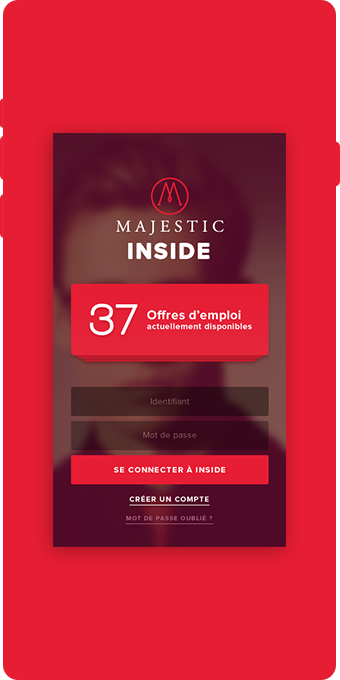 MAJESTIC
INSIDE
37
Offres d'emploi
actuellement disponibles
Identifiant
Mot de passe
SE CONNECTER À INSIDE
CRÉER UN COMPTE
MOT DE PASSE OUBLIÉ ?